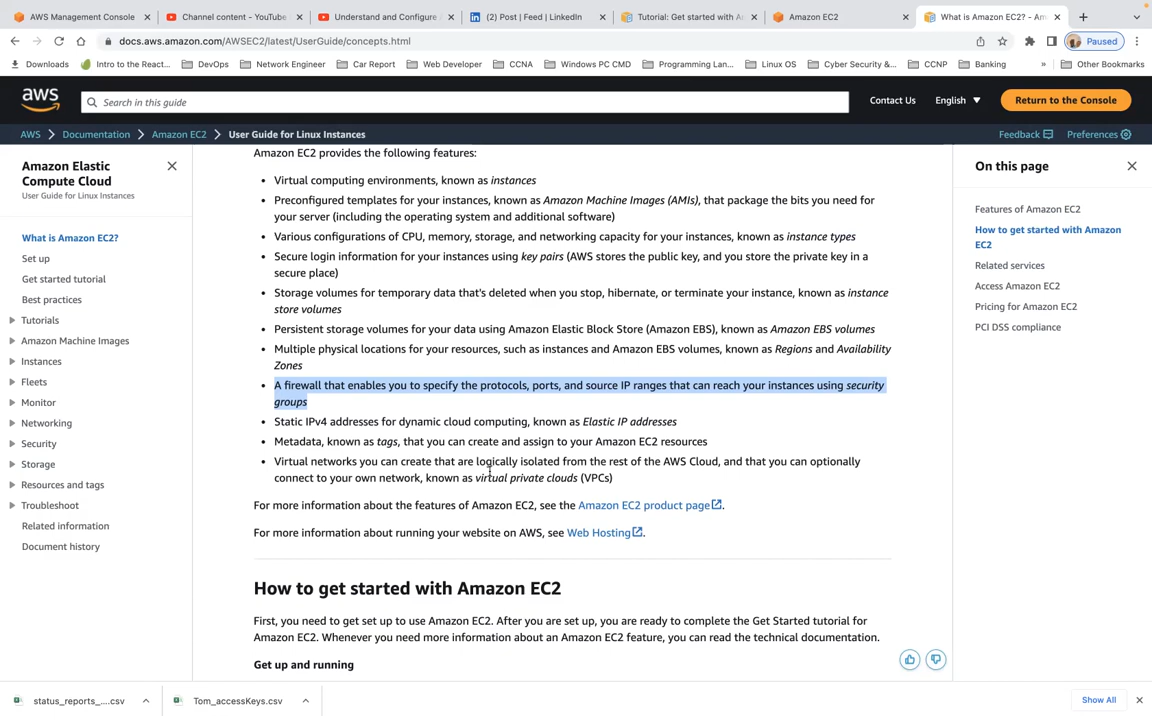 AWS Management Console
Channel content - YouTube
Understand and Configure
(2) Post | Feed | LinkedIn
Tutorial: Get started with A
Amazon EC2
What is Amazon EC2? - Am
docs.aws.amazon.com/AWSEC2/latest/UserGuide/concepts.html
Paused
Downloads
Intro to the React...
DevOps
Network Engineer
Car Report
Web Developer
CCNA
Windows PC CMD
Programming Lan...
Linux OS
Cyber Security &...
CCNP
Banking
»
Other Bookmarks
aws
Search in this guide
Contact Us
English
Return to the Console
AWS
Documentation
Amazon EC2
User Guide for Linux Instances
Feedback
Preferences
Amazon Elastic
Compute Cloud
User Guide for Linux Instances
What is Amazon EC2?
Set up
Get started tutorial
Best practices
Tutorials
Amazon Machine Images
Instances
Fleets
Monitor
Networking
Security
Storage
Resources and tags
Troubleshoot
Related information
Document history
Amazon EC2 provides the following features:
• Virtual computing environments, known as instances
• Preconfigured templates for your instances, known as Amazon Machine Images (AMIs), that package the bits you need for
your server (including the operating system and additional software)
• Various configurations of CPU, memory, storage, and networking capacity for your instances, known as instance types
• Secure login information for your instances using key pairs (AWS stores the public key, and you store the private key in a
secure place)
• Storage volumes for temporary data that's deleted when you stop, hibernate, or terminate your instance, known as instance
store volumes
• Persistent storage volumes for your data using Amazon Elastic Block Store (Amazon EBS), known as Amazon EBS volumes
• Multiple physical locations for your resources, such as instances and Amazon EBS volumes, known as Regions and Availability
Zones
• A firewall that enables you to specify the protocols, ports, and source IP ranges that can reach your instances using security
groups
• Static IPv4 addresses for dynamic cloud computing, known as Elastic IP addresses
• Metadata, known as tags, that you can create and assign to your Amazon EC2 resources
• Virtual networks you can create that are logically isolated from the rest of the AWS Cloud, and that you can optionally
connect to your own network, known as virtual private clouds (VPCs)
For more information about the features of Amazon EC2, see the Amazon EC2 product page.
For more information about running your website on AWS, see Web Hosting.
How to get started with Amazon EC2
First, you need to get set up to use Amazon EC2. After you are set up, you are ready to complete the Get Started tutorial for
Amazon EC2. Whenever you need more information about an Amazon EC2 feature, you can read the technical documentation.
Get up and running
On this page
Features of Amazon EC2
How to get started with Amazon
EC2
Related services
Access Amazon EC2
Pricing for Amazon EC2
PCI DSS compliance
status_reports_....csv
Tom_accessKeys.csv
Show All